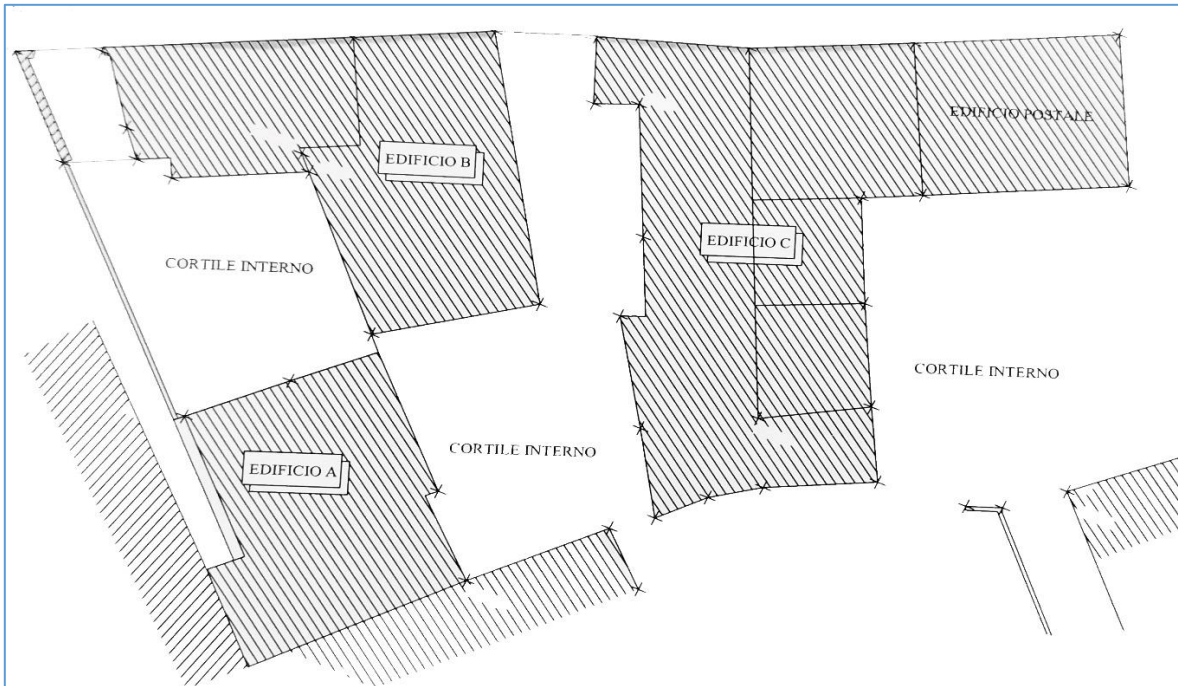 EDIFICIO POSTALE
EDIFICIO B
EDIFICIO C
CORTILE INTERNO
CORTILE INTERNO
CORTILE INTERNO
EDIFICIO A